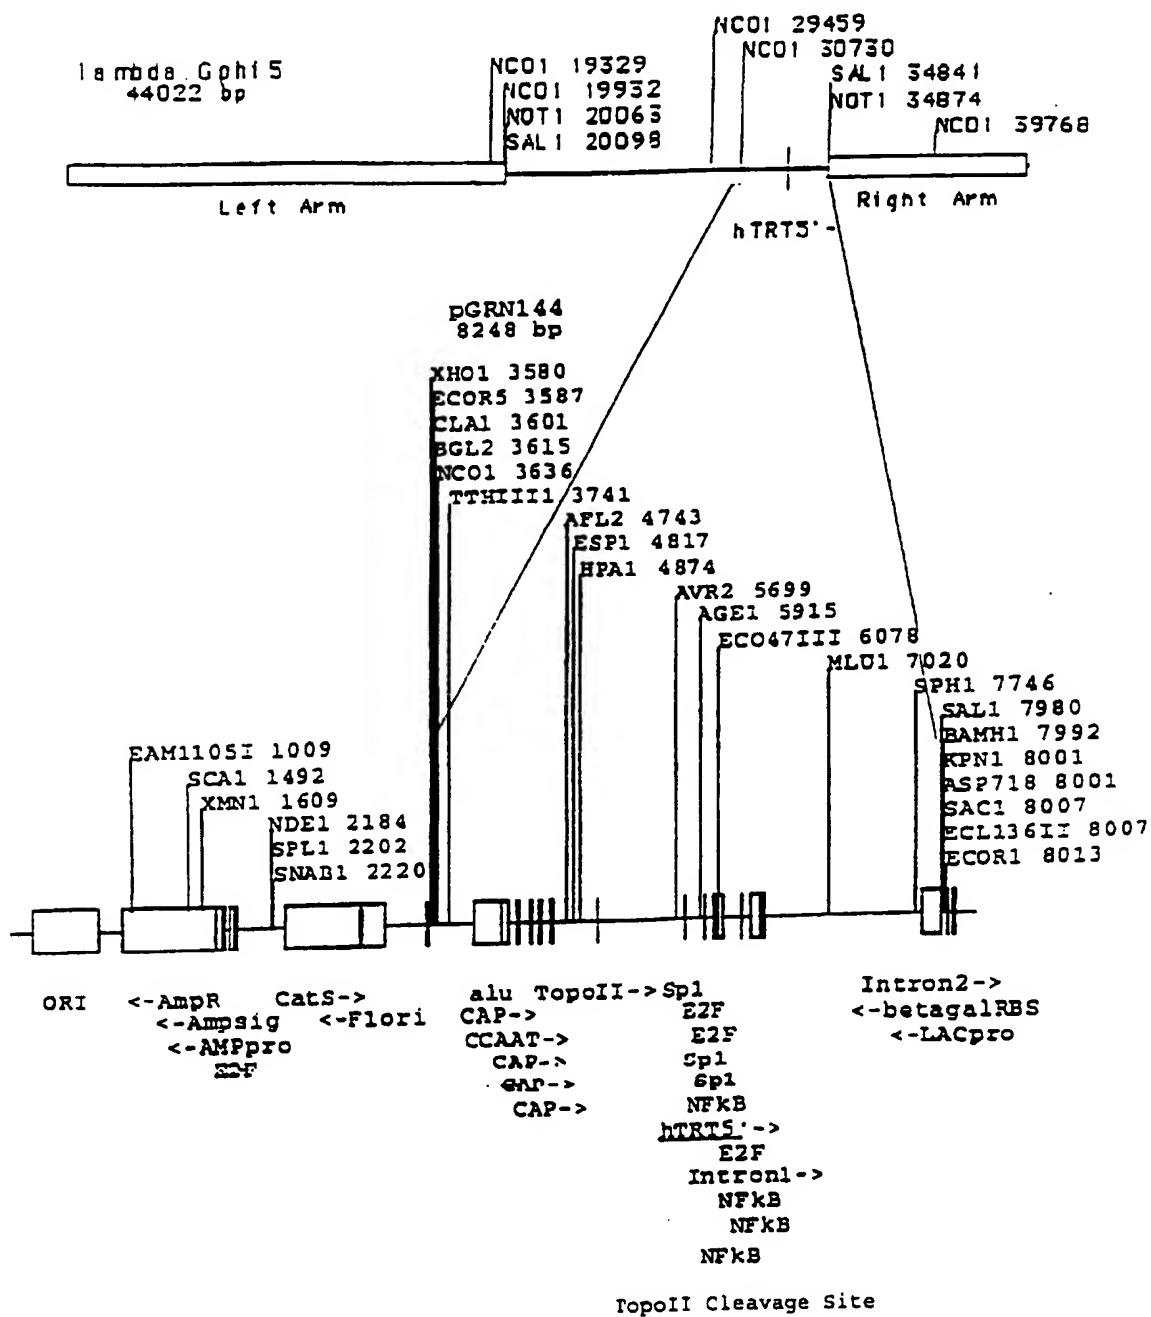 lambda Gphi5
44022 bp
NCO1 19329
NCO1 19932
NOT1 20063
SAL1 20098
NCO1 29459
NCO1 30730
SAL1 34841
NOT1 34874
NCO1 39768
Left Arm
Right Arm
hTRT5'-
pGRN144
8248 bp
XHO1 3580
ECOR5 3587
CLA1 3601
BGL2 3615
NCO1 3636
TTHIII1 3741
AFL2 4743
ESP1 4817
HPA1 4874
AVR2 5699
AGE1 5915
ECO47III 6078
MLU1 7020
SPH1 7746
SAL1 7980
BAMH1 7992
KPN1 8001
ASP718 8001
SAC1 8007
ECL136II 8007
ECOR1 8013
EAM1105I 1009
SCA1 1492
XMN1 1609
NDE1 2184
SPL1 2202
SNAB1 2220
ORI
<-AmpR
<-Ampsig
<-AMPpro
E2F
CatS->
<-F1ori
alu
CAP->
CCAAT->
CAP->
CAP->
CAP->
TopoII->
Sp1
E2F
E2F
Sp1
Sp1
NFkB
hTRT5'->
E2F
Intron1->
NFkB
NFkB
NFkB
Intron2->
<-betagalRBS
<-LACpro
TopoII Cleavage Site